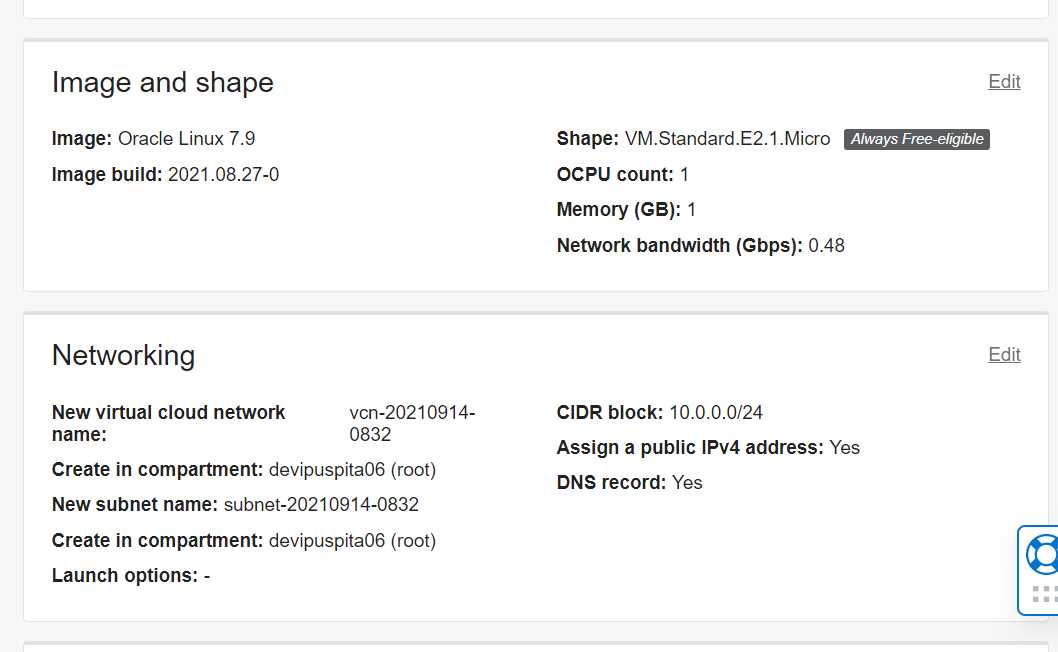 Image and shape
Edit
Image: Oracle Linux 7.9
Image build: 2021.08.27-0
Shape: VM.Standard.E2.1.Micro Always Free-eligible
OCPU count: 1
Memory (GB): 1
Network bandwidth (Gbps): 0.48
Networking
Edit
New virtual cloud network
name:
vcn-20210914-
0832
Create in compartment: devipuspita06 (root)
New subnet name: subnet-20210914-0832
Create in compartment: devipuspita06 (root)
Launch options: -
CIDR block: 10.0.0.0/24
Assign a public IPv4 address: Yes
DNS record: Yes